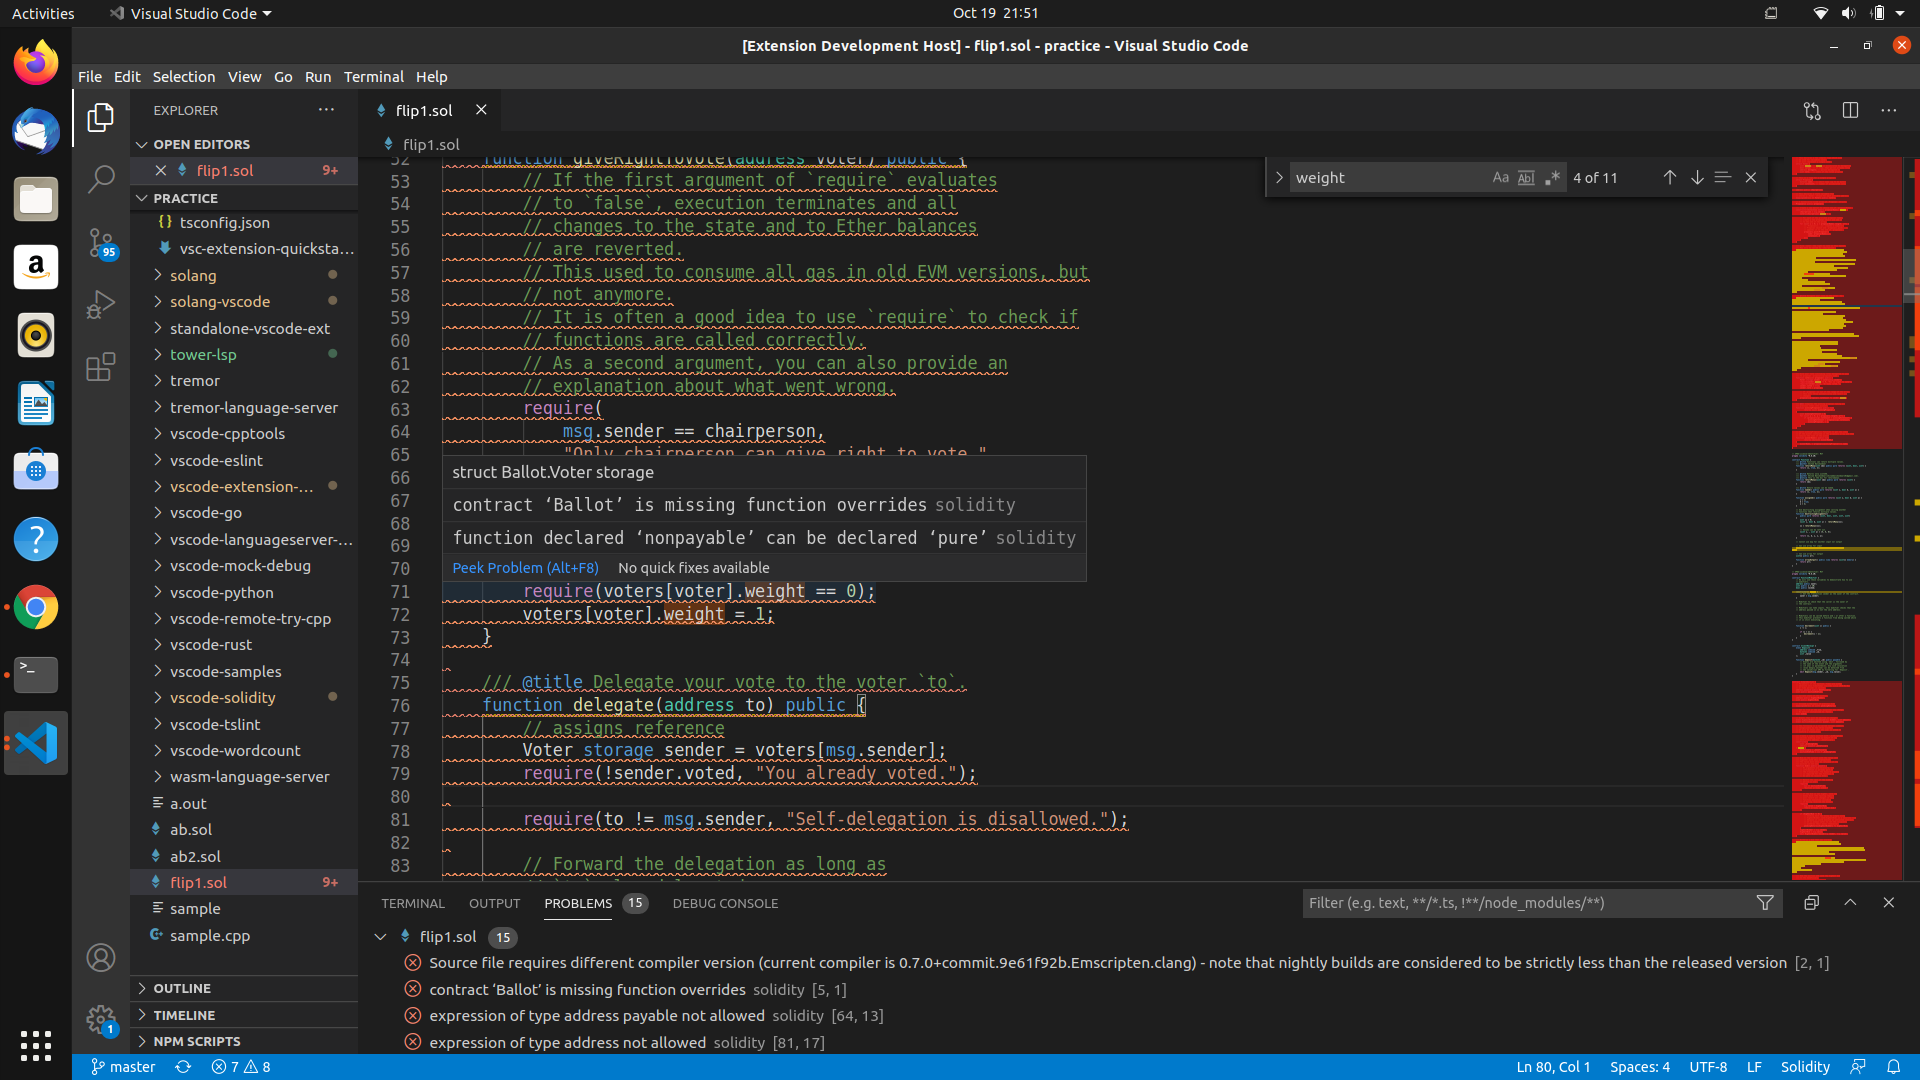 Activities
Visual Studio Code
Oct 19 21:51
[Extension Development Host] - flip1.sol - practice - Visual Studio Code
File Edit Selection View Go Run Terminal Help
EXPLORER
OPEN EDITORS
flip1.sol 9+
PRACTICE
tsconfig.json
vsc-extension-quicksta...
solang
solang-vscode
standalone-vscode-ext
tower-lsp
tremor
tremor-language-server
vscode-cpptools
vscode-eslint
vscode-extension-...
vscode-go
vscode-languageserver-...
vscode-mock-debug
vscode-python
vscode-remote-try-cpp
vscode-rust
vscode-samples
vscode-solidity
vscode-tslint
vscode-wordcount
wasm-language-server
a.out
ab.sol
ab2.sol
flip1.sol 9+
sample
sample.cpp
OUTLINE
TIMELINE
NPM SCRIPTS
95
1
flip1.sol
flip1.sol
weight Aa Ab| .* 4 of 11
52 function giveRightToVote(address voter) public {
53 // If the first argument of `require` evaluates
54 // to `false`, execution terminates and all
55 // changes to the state and to Ether balances
56 // are reverted.
57 // This used to consume all gas in old EVM versions, but
58 // not anymore.
59 // It is often a good idea to use `require` to check if
60 // functions are called correctly.
61 // As a second argument, you can also provide an
62 // explanation about what went wrong.
63 require(
64 msg.sender == chairperson,
65 "Only chairperson can give right to vote."
66
67
68
69
70
struct Ballot.Voter storage
contract ‘Ballot’ is missing function overrides solidity
function declared ‘nonpayable’ can be declared ‘pure’ solidity
Peek Problem (Alt+F8) No quick fixes available
71 require(voters[voter].weight == 0);
72 voters[voter].weight = 1;
73 }
74
75 /// @title Delegate your vote to the voter `to`.
76 function delegate(address to) public {
77 // assigns reference
78 Voter storage sender = voters[msg.sender];
79 require(!sender.voted, "You already voted.");
80
81 require(to != msg.sender, "Self-delegation is disallowed.");
82
83 // Forward the delegation as long as
TERMINAL OUTPUT PROBLEMS 15 DEBUG CONSOLE
Filter (e.g. text, **/*.ts, !**/node_modules/**)
flip1.sol 15
Source file requires different compiler version (current compiler is 0.7.0+commit.9e61f92b.Emscripten.clang) - note that nightly builds are considered to be strictly less than the released version [2, 1]
contract ‘Ballot’ is missing function overrides solidity [5, 1]
expression of type address payable not allowed solidity [64, 13]
expression of type address not allowed solidity [81, 17]
master 7 8
Ln 80, Col 1 Spaces: 4 UTF-8 LF Solidity